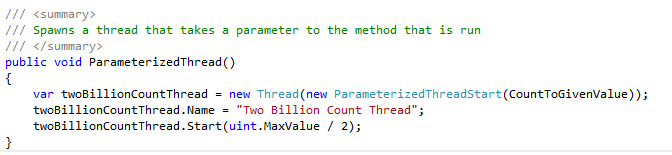 /// <summary>
/// Spawns a thread that takes a parameter to the method that is run
/// </summary>
public void ParameterizedThread()
{
    var twoBillionCountThread = new Thread(new ParameterizedThreadStart(CountToGivenValue));
    twoBillionCountThread.Name = "Two Billion Count Thread";
    twoBillionCountThread.Start(uint.MaxValue / 2);
}